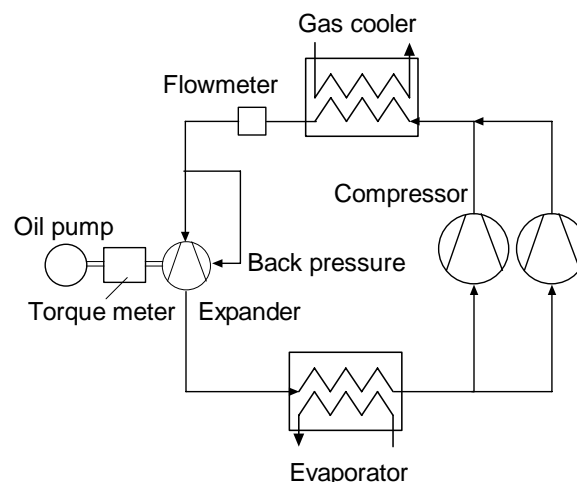 Gas cooler
Flowmeter
Compressor
Oil pump
Back pressure
Torque meter
Expander
Evaporator